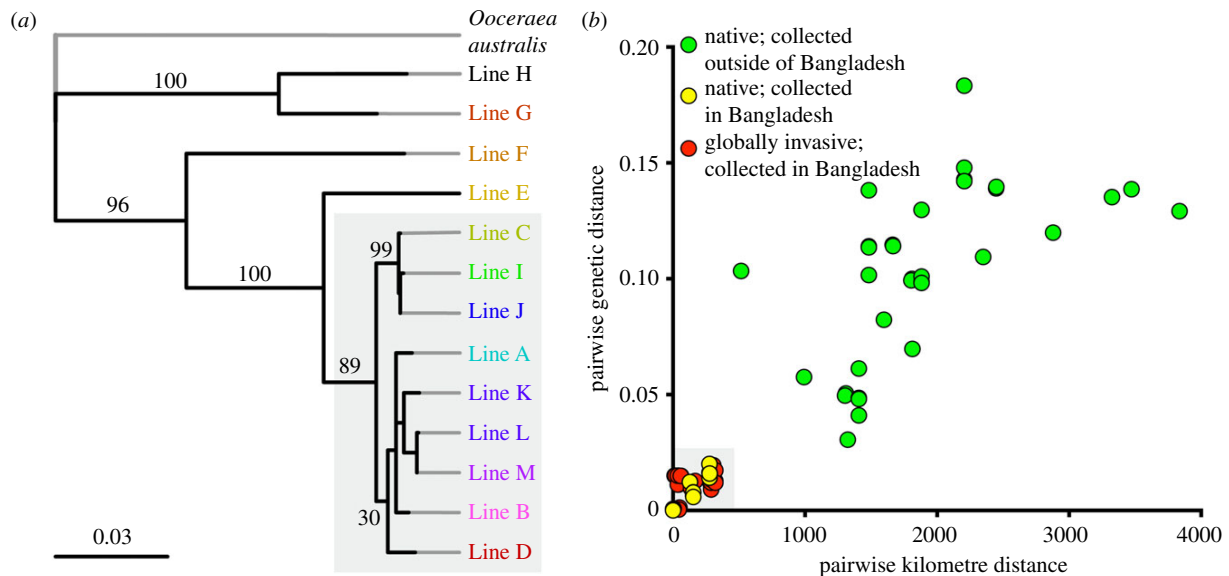 (a)
Ooceraea
australis
Line H
100
Line G
Line F
Line E
96
Line C
99
100
Line I
Line J
Line A
89
Line K
Line L
Line M
Line B
30
0.03
Line D
(b)
0.20
native; collected
outside of Bangladesh
native; collected
in Bangladesh
globally invasive;
collected in Bangladesh
0.15
0.10
0.05
0
pairwise genetic distance
0 1000 2000 3000 4000
pairwise kilometre distance